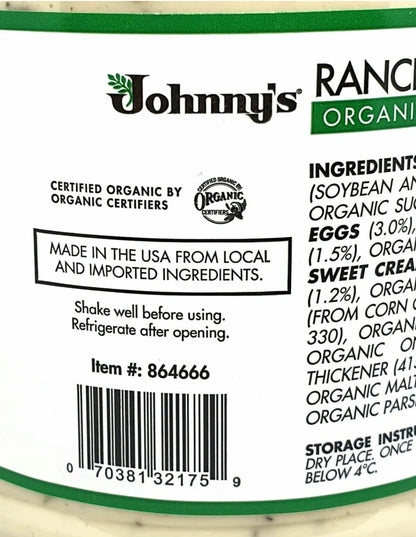 Johnny's®
RANCH
ORGANIC
CERTIFIED ORGANIC BY
ORGANIC CERTIFIERS
CERTIFIED ORGANIC BY
ORGANIC
CERTIFIERS
MADE IN THE USA FROM LOCAL
AND IMPORTED INGREDIENTS.
Shake well before using.
Refrigerate after opening.
Item #: 864666
0 70381 32175 9
INGREDIENTS
(SOYBEAN AN
ORGANIC SUG
EGGS (3.0%),
(1.5%), ORGAN
SWEET CREA
(1.2%), ORGA
(FROM CORN
330), ORGANI
ORGANIC ON
THICKENER (41
ORGANIC MALT
ORGANIC PARS
STORAGE INSTRU
DRY PLACE. ONCE
BELOW 4°C.